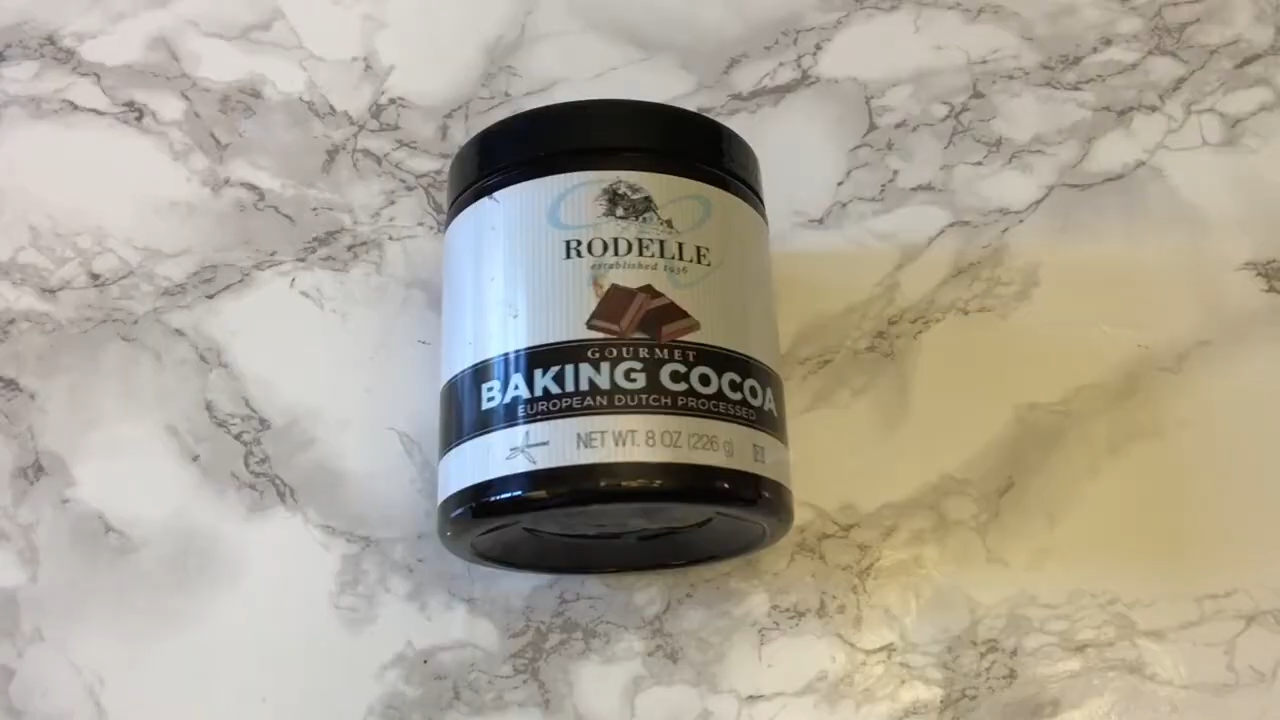 RODELLE
established 1936
GOURMET
BAKING COCOA
EUROPEAN DUTCH PROCESSED
NET WT. 8 OZ (226 g)